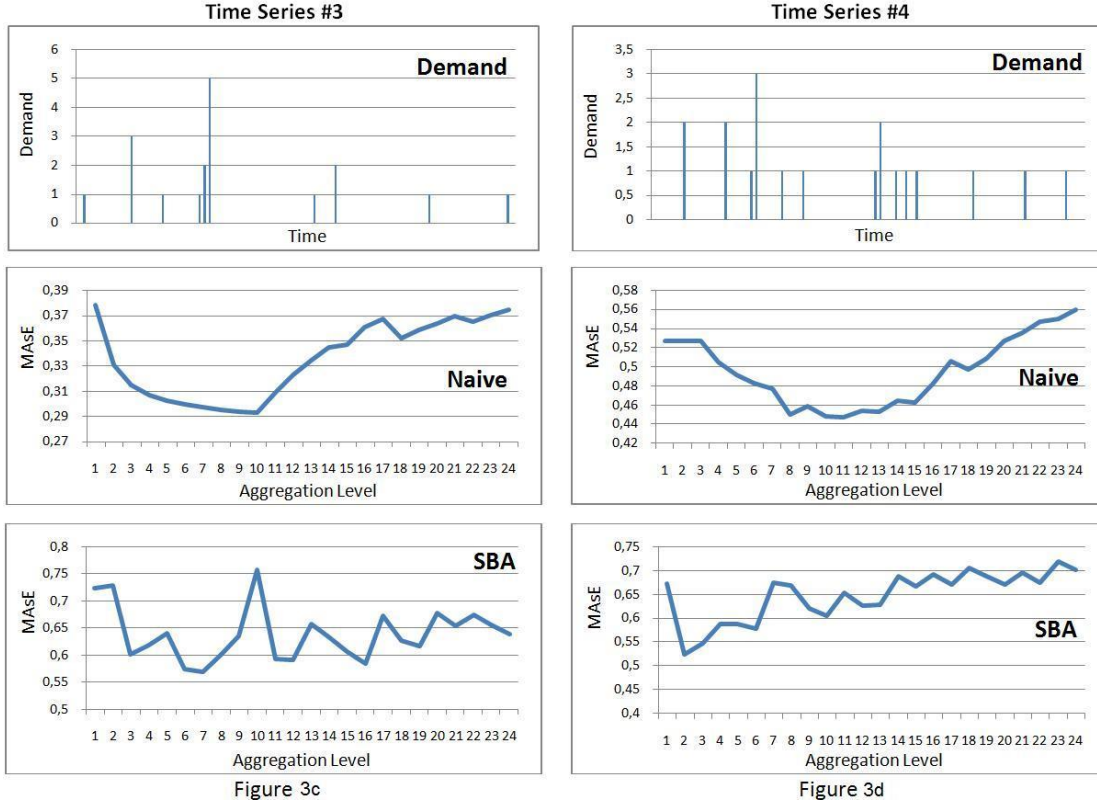 Time Series #3
6
5
4
3
2
1
0
Demand
Demand
Time
0,39
0,37
0,35
0,33
0,31
0,29
0,27
MAsE
Naive
1 2 3 4 5 6 7 8 9 10 11 12 13 14 15 16 17 18 19 20 21 22 23 24
Aggregation Level
0,8
0,75
0,7
0,65
0,6
0,55
0,5
MAsE
SBA
1 2 3 4 5 6 7 8 9 10 11 12 13 14 15 16 17 18 19 20 21 22 23 24
Aggregation Level
Figure 3c
Time Series #4
3,5
3
2,5
2
1,5
1
0,5
0
Demand
Demand
Time
0,58
0,56
0,54
0,52
0,5
0,48
0,46
0,44
0,42
MAsE
Naive
1 2 3 4 5 6 7 8 9 10 11 12 13 14 15 16 17 18 19 20 21 22 23 24
Aggregation Level
0,75
0,7
0,65
0,6
0,55
0,5
0,45
0,4
MAsE
SBA
1 2 3 4 5 6 7 8 9 10 11 12 13 14 15 16 17 18 19 20 21 22 23 24
Aggregation Level
Figure 3d